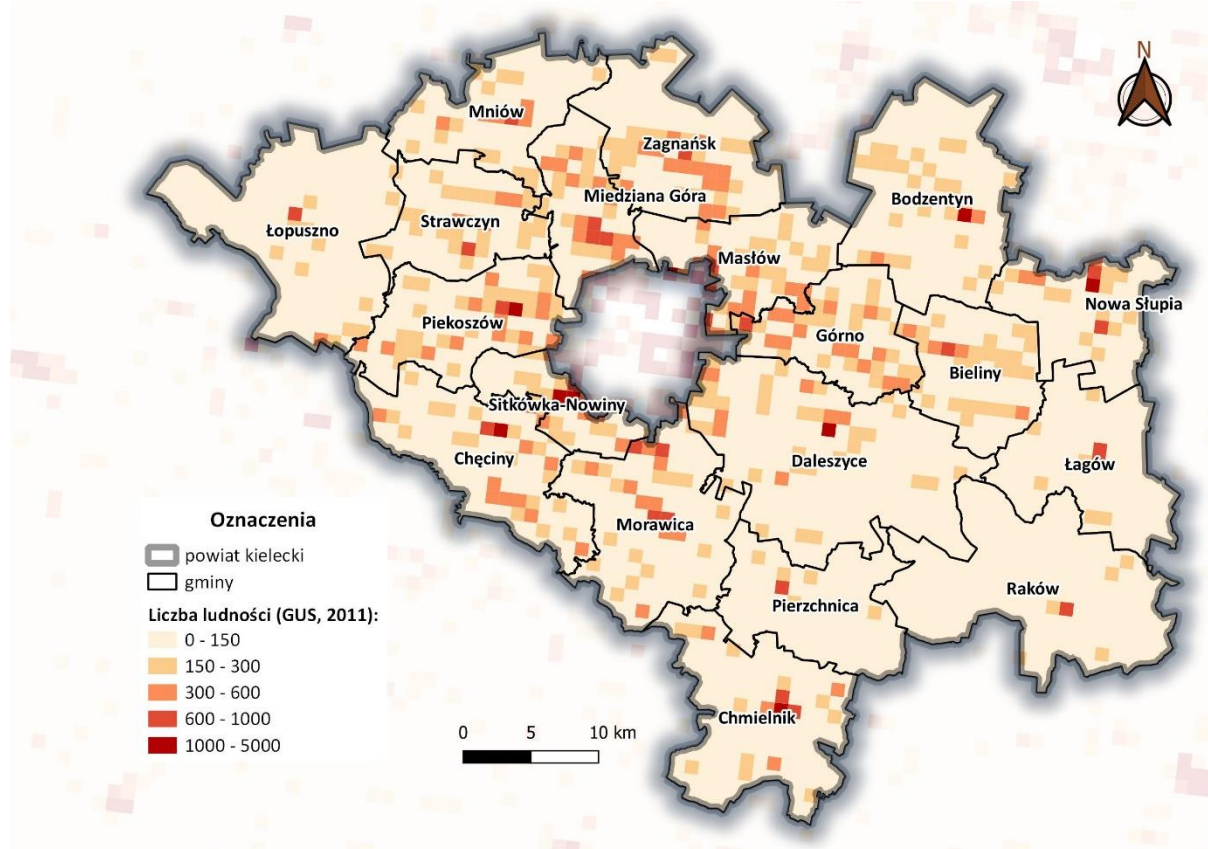 N
Mniów
Zagnańsk
Bodzentyn
Miedziana Góra
Strawczyn
Łopuszno
Masłów
Nowa Słupia
Piekoszów
Górno
Bieliny
Sitkówka-Nowiny
Chęciny
Daleszyce
Łagów
Morawica
Raków
Pierzchnica
Chmielnik
Oznaczenia
powiat kielecki
gminy
Liczba ludności (GUS, 2011):
0 - 150
150 - 300
300 - 600
600 - 1000
1000 - 5000
0 5 10 km